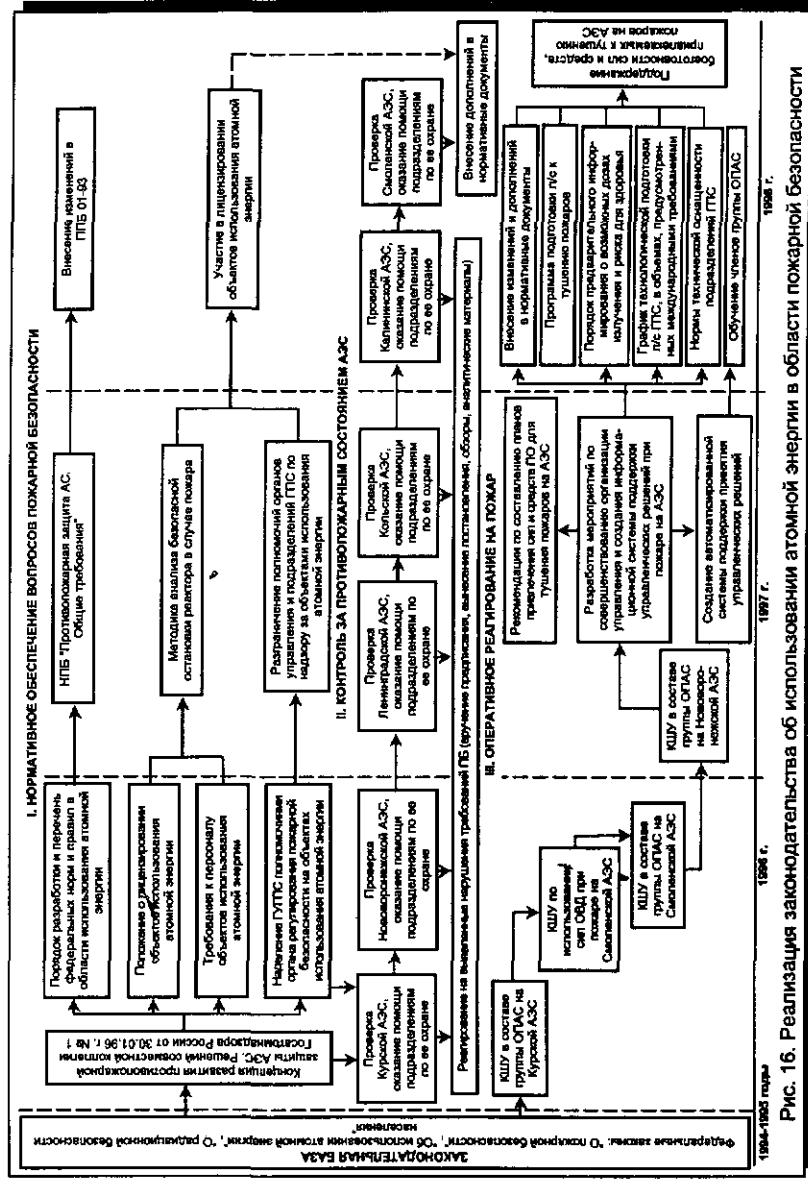 I. НОРМАТИВНОЕ ОБЕСПЕЧЕНИЕ ВОПРОСОВ ПОЖАРНОЙ БЕЗОПАСНОСТИ
ЗАКОНОДАТЕЛЬНАЯ БАЗА
Федеральные законы: "О пожарной безопасности", "Об использовании атомной энергии", "О радиационной безопасности
населения"
Концепция развития противопожарной
защиты АЭС. Решение совместной коллегии
Госатомнадзора России от 30.01.96 г. № 1
Порядок разработки и перечень
федеральных норм и правил в
области использования атомной
энергии
Положение о лицензировании
объектов использования
атомной энергии
Требования к персоналу
объектов использования
атомной энергии
Наделение ГУГПС полномочиями
органа регулирования пожарной
безопасности на объектах
использования атомной энергии
НПБ "Противопожарная защита АС.
Общие требования"
Методика анализа безопасной
остановки реактора в случае пожара
Разграничение полномочий органов
управления и подразделений ГПС по
надзору за объектами использования
атомной энергии
Внесение изменений в
ППБ 01-93
Участие в лицензировании
объектов использования атомной
энергии
II. КОНТРОЛЬ ЗА ПРОТИВОПОЖАРНЫМ СОСТОЯНИЕМ АЭС
Проверка
Курской АЭС,
оказание помощи
подразделениям
по ее охране
Проверка
Нововоронежской АЭС,
оказание помощи
подразделениям по ее
охране
Проверка
Ленинградской АЭС,
оказание помощи
подразделениям по
ее охране
Проверка
Кольской АЭС,
оказание помощи
подразделениям
по ее охране
Проверка
Калининской АЭС,
оказание помощи
подразделениям
по ее охране
Проверка
Смоленской АЭС,
оказание помощи
подразделениям
по ее охране
Внесение дополнений в
нормативные документы
Реагирование на выявленные нарушения требований ПБ (вручение предписания, вынесение постановления, обзоры, аналитические материалы)
III. ОПЕРАТИВНОЕ РЕАГИРОВАНИЕ НА ПОЖАР
КШУ в составе
группы ОПАС на
Курской АЭС
КШУ по
использованию
сил ОВД при
пожаре на
Смоленской АЭС
КШУ в составе
группы ОПАС на
Смоленской АЭС
КШУ в составе
группы ОПАС
на Нововоро-
нежской АЭС
Рекомендации по составлению планов
привлечения сил и средств ПО для
тушения пожаров на АЭС
Разработка мероприятий по
совершенствованию организации
управления и создания информа-
ционной системы поддержки
управленческих решений при
пожаре на АЭС
Создание автоматизированной
системы поддержки принятия
управленческих решений
Внесение изменений и дополнений
в нормативные документы
Программа подготовки л/с к
тушению пожаров
Порядок предварительного инфор-
мирования о возможных дозах
излучения и риска для здоровья
График технологической подготовки
л/с ГПС, в объемах, предусмотрен-
ных международными требованиями
Нормы технической оснащенности
подразделений ГПС
Обучение членов группы ОПАС
Поддержание
боеготовности сил и средств,
привлекаемых к тушению
пожаров на АЭС
1994-1995 годы
1996 г.
1997 г.
1998 г.
Рис. 16. Реализация законодательства об использовании атомной энергии в области пожарной безопасности